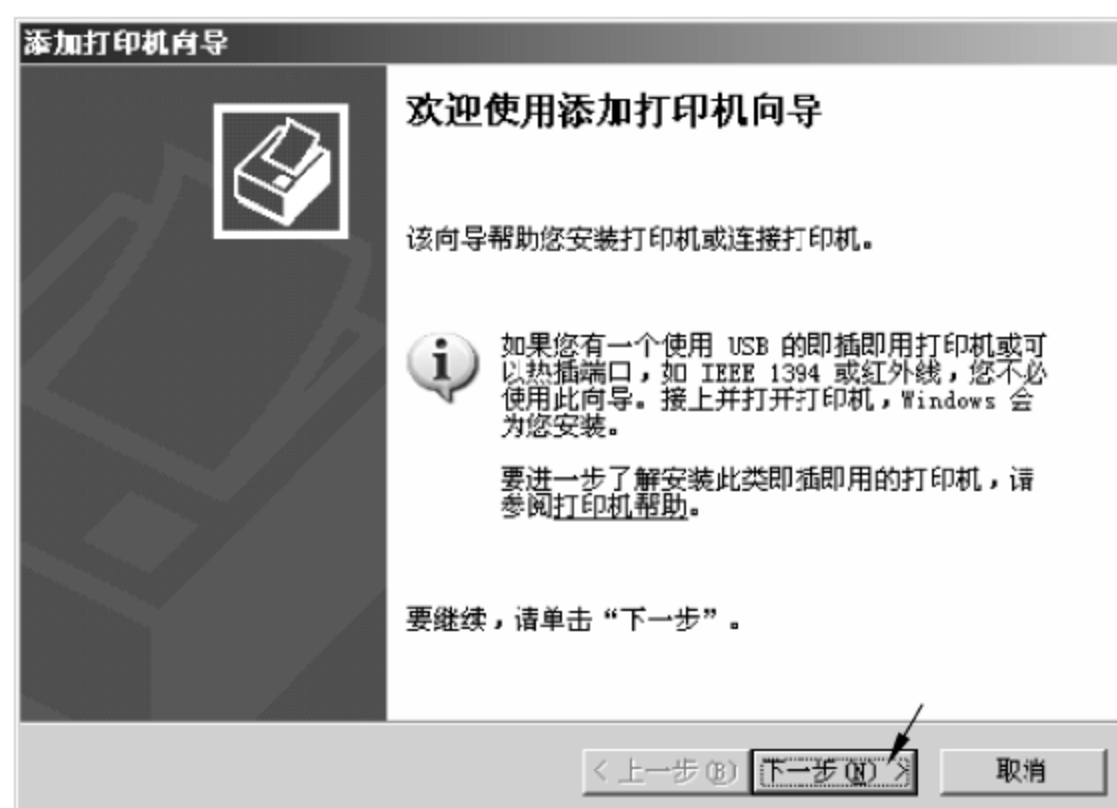 添加打印机向导
欢迎使用添加打印机向导
该向导帮助您安装打印机或连接打印机。
如果您有一个使用 USB 的即插即用打印机或可
以热插端口，如 IEEE 1394 或红外线，您不必
使用此向导。接上并打开打印机，Windows 会
为您安装。
要进一步了解安装此类即插即用的打印机，请
参阅打印机帮助。
要继续，请单击“下一步”。
< 上一步(B) 下一步(N) > 取消